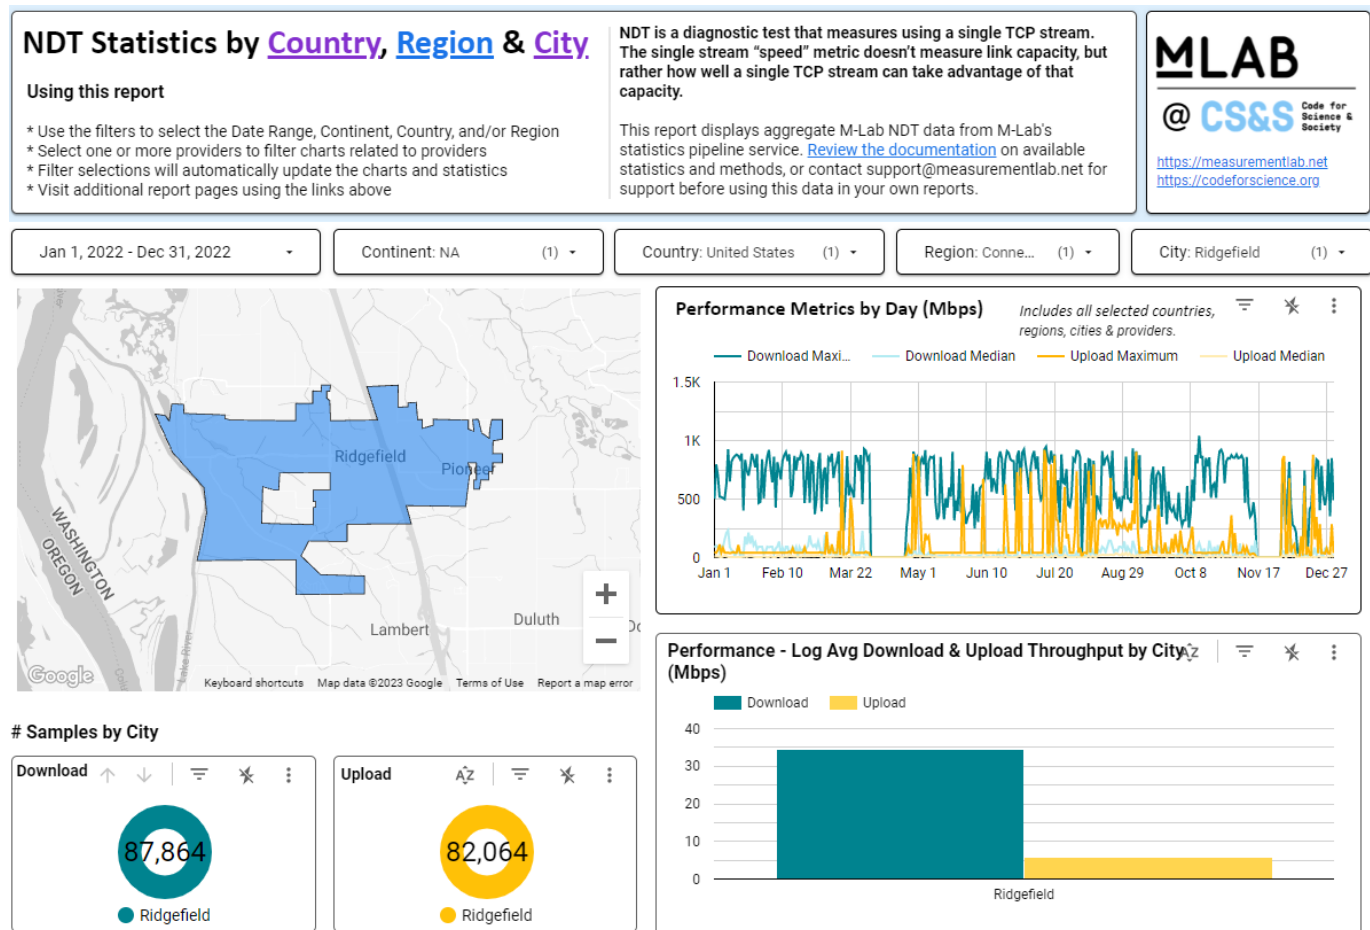 NDT Statistics by Country, Region & City
Using this report
* Use the filters to select the Date Range, Continent, Country, and/or Region
* Select one or more providers to filter charts related to providers
* Filter selections will automatically update the charts and statistics
* Visit additional report pages using the links above
NDT is a diagnostic test that measures using a single TCP stream.
The single stream “speed” metric doesn’t measure link capacity, but
rather how well a single TCP stream can take advantage of that
capacity.
This report displays aggregate M-Lab NDT data from M-Lab's
statistics pipeline service. Review the documentation on available
statistics and methods, or contact support@measurementlab.net for
support before using this data in your own reports.
MLAB
@ CS&S Code for
Science &
Society
https://measurementlab.net
https://codeforscience.org
Jan 1, 2022 - Dec 31, 2022
Continent: NA (1)
Country: United States (1)
Region: Conne... (1)
City: Ridgefield (1)
Ridgefield
Pioneer
WASHINGTON
OREGON
Lake River
Lambert
Duluth
+
−
Google
Keyboard shortcuts Map data ©2023 Google Terms of Use Report a map error
Performance Metrics by Day (Mbps)
Includes all selected countries,
regions, cities & providers.
Download Maxi... Download Median Upload Maximum Upload Median
1.5K
1K
500
0
Jan 1 Feb 10 Mar 22 May 1 Jun 10 Jul 20 Aug 29 Oct 8 Nov 17 Dec 27
# Samples by City
Download
87,864
Ridgefield
Upload
AZ
82,064
Ridgefield
Performance - Log Avg Download & Upload Throughput by City
(Mbps)
Download Upload
40
30
20
10
0
Ridgefield